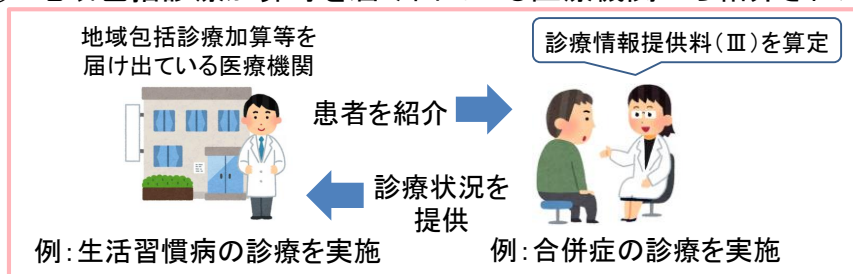 地域包括診療加算等を
届け出ている医療機関
診療情報提供料(Ⅲ)を算定
患者を紹介
診療状況を
提供
例:生活習慣病の診療を実施
例:合併症の診療を実施